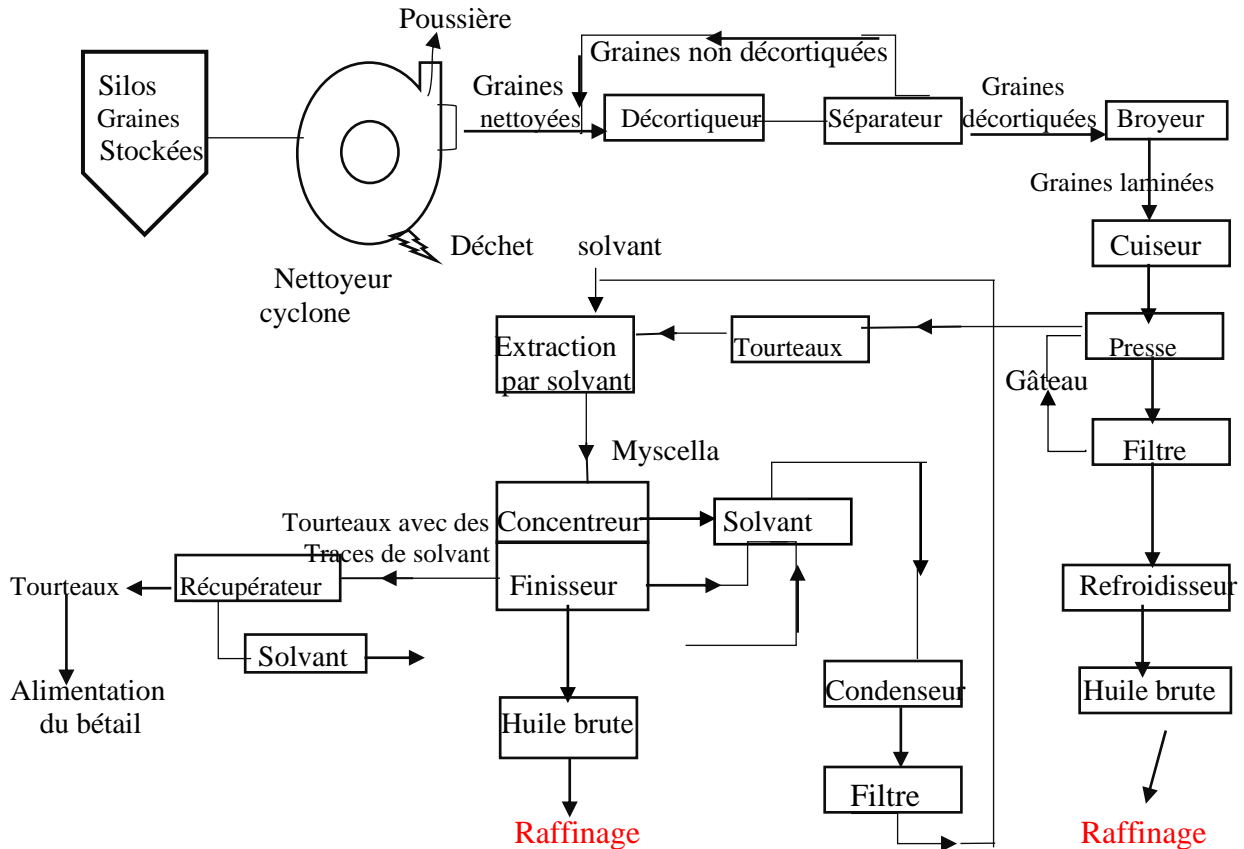 Poussière
Silos
Graines
Stockées
Graines
nettoyées
Graines non décortiquées
Décortiqueur
Séparateur
Graines
décortiquées
Broyeur
Graines laminées
Déchet
solvant
Cuiseur
Nettoyeur
cyclone
Extraction
par solvant
Tourteaux
Presse
Gâteau
Filtre
Myscella
Tourteaux avec des
Traces de solvant
Concentreur
Solvant
Tourteaux
Récupérateur
Finisseur
Refroidisseur
Solvant
Alimentation
du bétail
Condenseur
Huile brute
Huile brute
Filtre
Raffinage
Raffinage